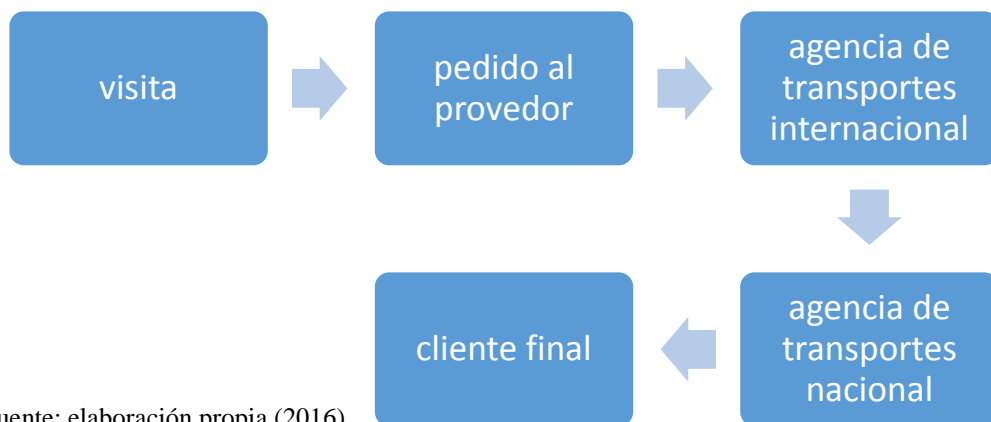 visita
pedido al
provedor
agencia de
transportes
internacional
agencia de
transportes
nacional
cliente final
uente: elaboración propia (2016)